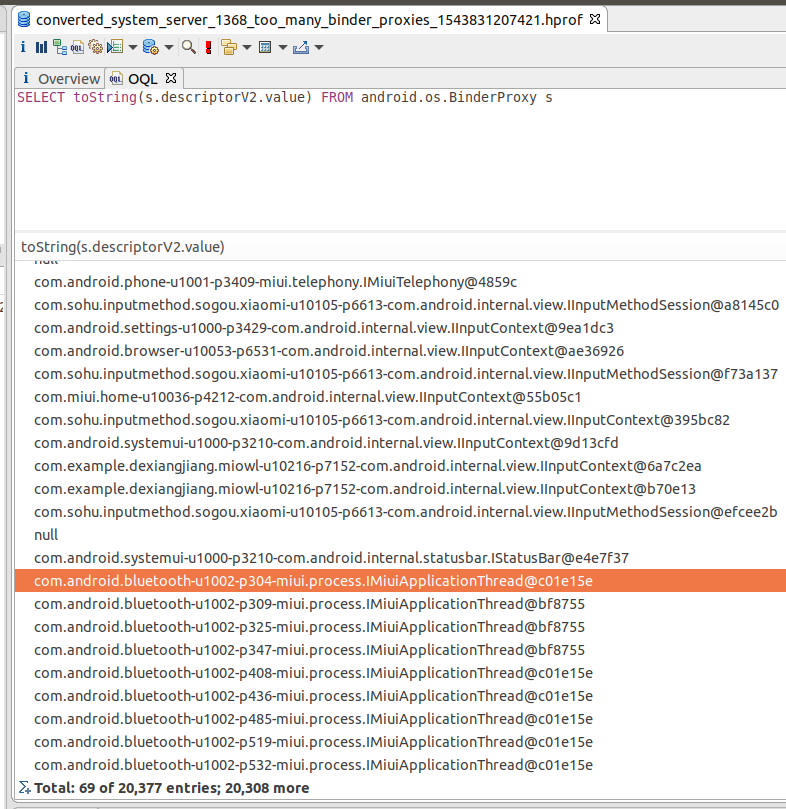 converted_system_server_1368_too_many_binder_proxies_1543831207421.hprof
Overview OQL
SELECT toString(s.descriptorV2.value) FROM android.os.BinderProxy s
toString(s.descriptorV2.value)
null
com.android.phone-u1001-p3409-miui.telephony.IMiuiTelephony@4859c
com.sohu.inputmethod.sogou.xiaomi-u10105-p6613-com.android.internal.view.IInputMethodSession@a8145c0
com.android.settings-u1000-p3429-com.android.internal.view.IInputContext@9ea1dc3
com.android.browser-u10053-p6531-com.android.internal.view.IInputContext@ae36926
com.sohu.inputmethod.sogou.xiaomi-u10105-p6613-com.android.internal.view.IInputMethodSession@f73a137
com.miui.home-u10036-p4212-com.android.internal.view.IInputContext@55b05c1
com.sohu.inputmethod.sogou.xiaomi-u10105-p6613-com.android.internal.view.IInputContext@395bc82
com.android.systemui-u1000-p3210-com.android.internal.view.IInputContext@9d13cfd
com.example.dexiangjiang.miowl-u10216-p7152-com.android.internal.view.IInputContext@6a7c2ea
com.example.dexiangjiang.miowl-u10216-p7152-com.android.internal.view.IInputContext@b70e13
com.sohu.inputmethod.sogou.xiaomi-u10105-p6613-com.android.internal.view.IInputMethodSession@efcee2b
null
com.android.systemui-u1000-p3210-com.android.internal.statusbar.IStatusBar@e4e7f37
com.android.bluetooth-u1002-p304-miui.process.IMiuiApplicationThread@c01e15e
com.android.bluetooth-u1002-p309-miui.process.IMiuiApplicationThread@bf8755
com.android.bluetooth-u1002-p325-miui.process.IMiuiApplicationThread@bf8755
com.android.bluetooth-u1002-p347-miui.process.IMiuiApplicationThread@bf8755
com.android.bluetooth-u1002-p408-miui.process.IMiuiApplicationThread@c01e15e
com.android.bluetooth-u1002-p436-miui.process.IMiuiApplicationThread@c01e15e
com.android.bluetooth-u1002-p485-miui.process.IMiuiApplicationThread@c01e15e
com.android.bluetooth-u1002-p519-miui.process.IMiuiApplicationThread@c01e15e
com.android.bluetooth-u1002-p532-miui.process.IMiuiApplicationThread@c01e15e
Total: 69 of 20,377 entries; 20,308 more